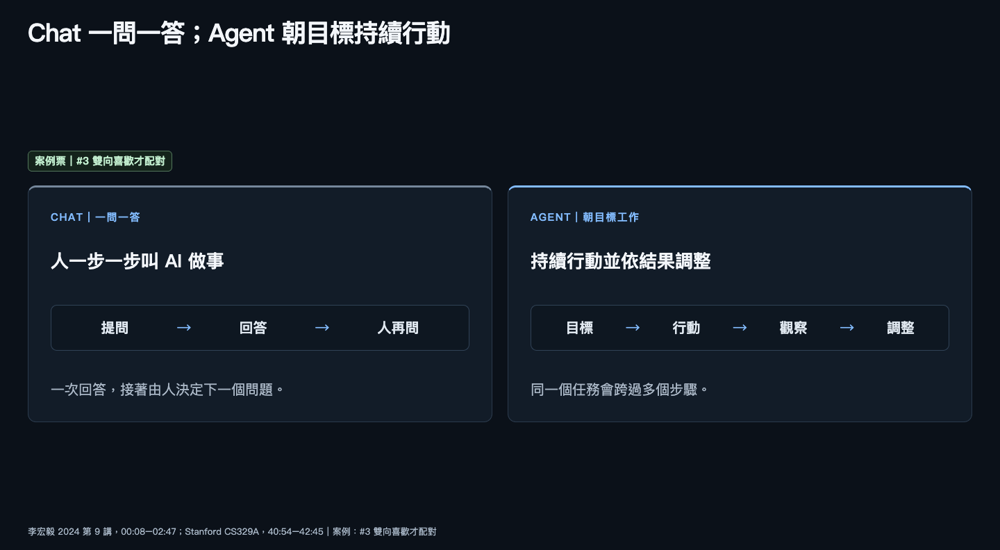 Chat 一問一答；Agent 朝目標持續行動
案例票｜#3 雙向喜歡才配對
CHAT｜一問一答
人一步一步叫 AI 做事
提問 → 回答 → 人再問
一次回答，接著由人決定下一個問題。
AGENT｜朝目標工作
持續行動並依結果調整
目標 → 行動 → 觀察 → 調整
同一個任務會跨過多個步驟。
李宏毅 2024 第 9 講，00:08–02:47；Stanford CS329A，40:54–42:45｜案例：#3 雙向喜歡才配對